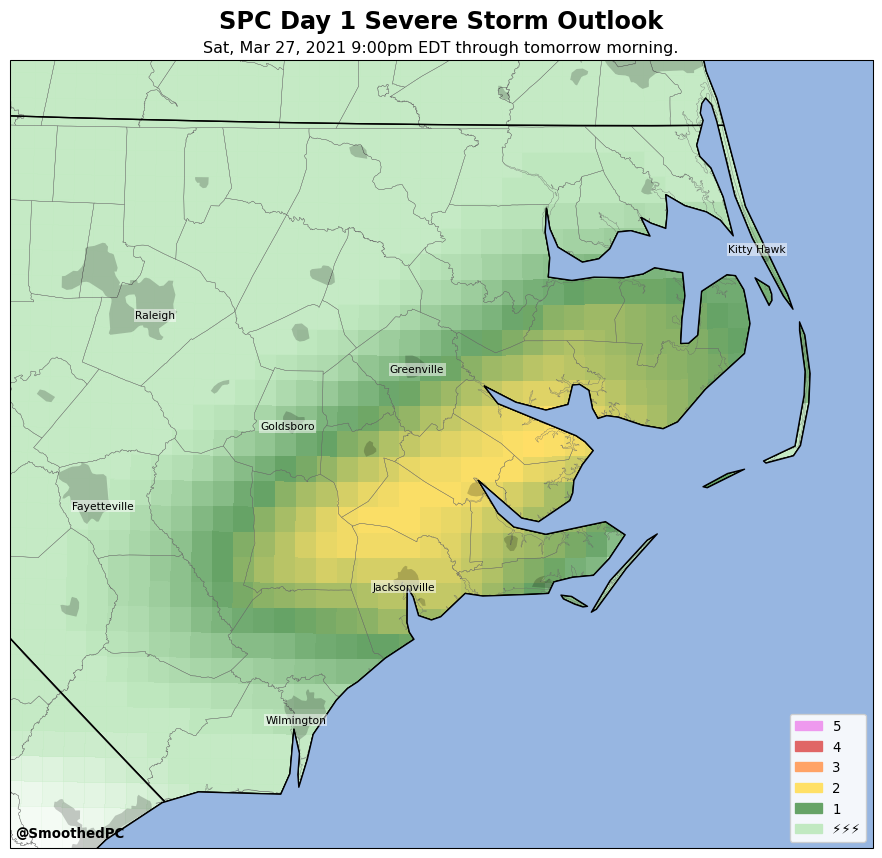 SPC Day 1 Severe Storm Outlook
Sat, Mar 27, 2021 9:00pm EDT through tomorrow morning.
Kitty Hawk
Raleigh
Greenville
Goldsboro
Fayetteville
Jacksonville
Wilmington
5
4
3
2
1
⚡⚡⚡
@SmoothedPC